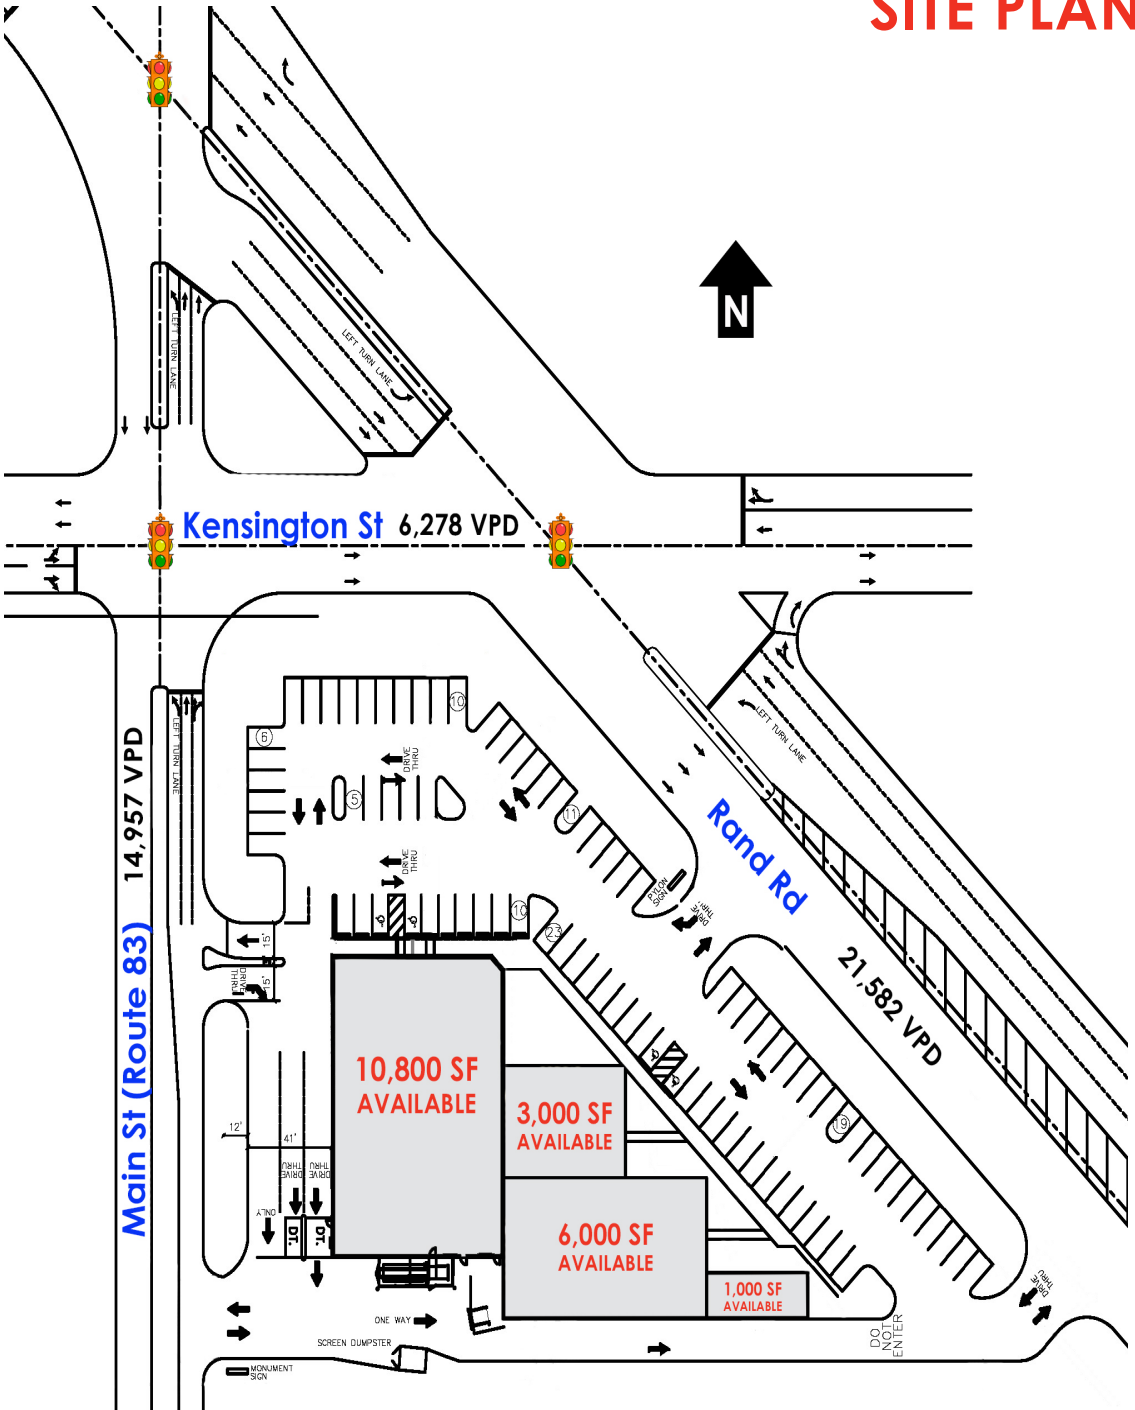 SITE PLAN
N
LEFT TURN LANE
LEFT TURN LANE
Kensington St 6,278 VPD
LEFT TURN LANE
LEFT TURN LANE
10
6
DRIVE
THRU
5
11
DRIVE
THRU
14,957 VPD
Main St (Route 83)
Rand Rd
21,582 VPD
PYLON
SIGN
DRIVE
THRU
10
23
15'
15'
DRIVE
THRU
10,800 SF
AVAILABLE
3,000 SF
AVAILABLE
19
12'
41'
DRIVE
THRU
DRIVE
THRU
ONLY
DT.
DT.
6,000 SF
AVAILABLE
1,000 SF
AVAILABLE
DRIVE
THRU
ONE WAY
SCREEN DUMPSTER
DO
NOT
ENTER
MONUMENT
SIGN